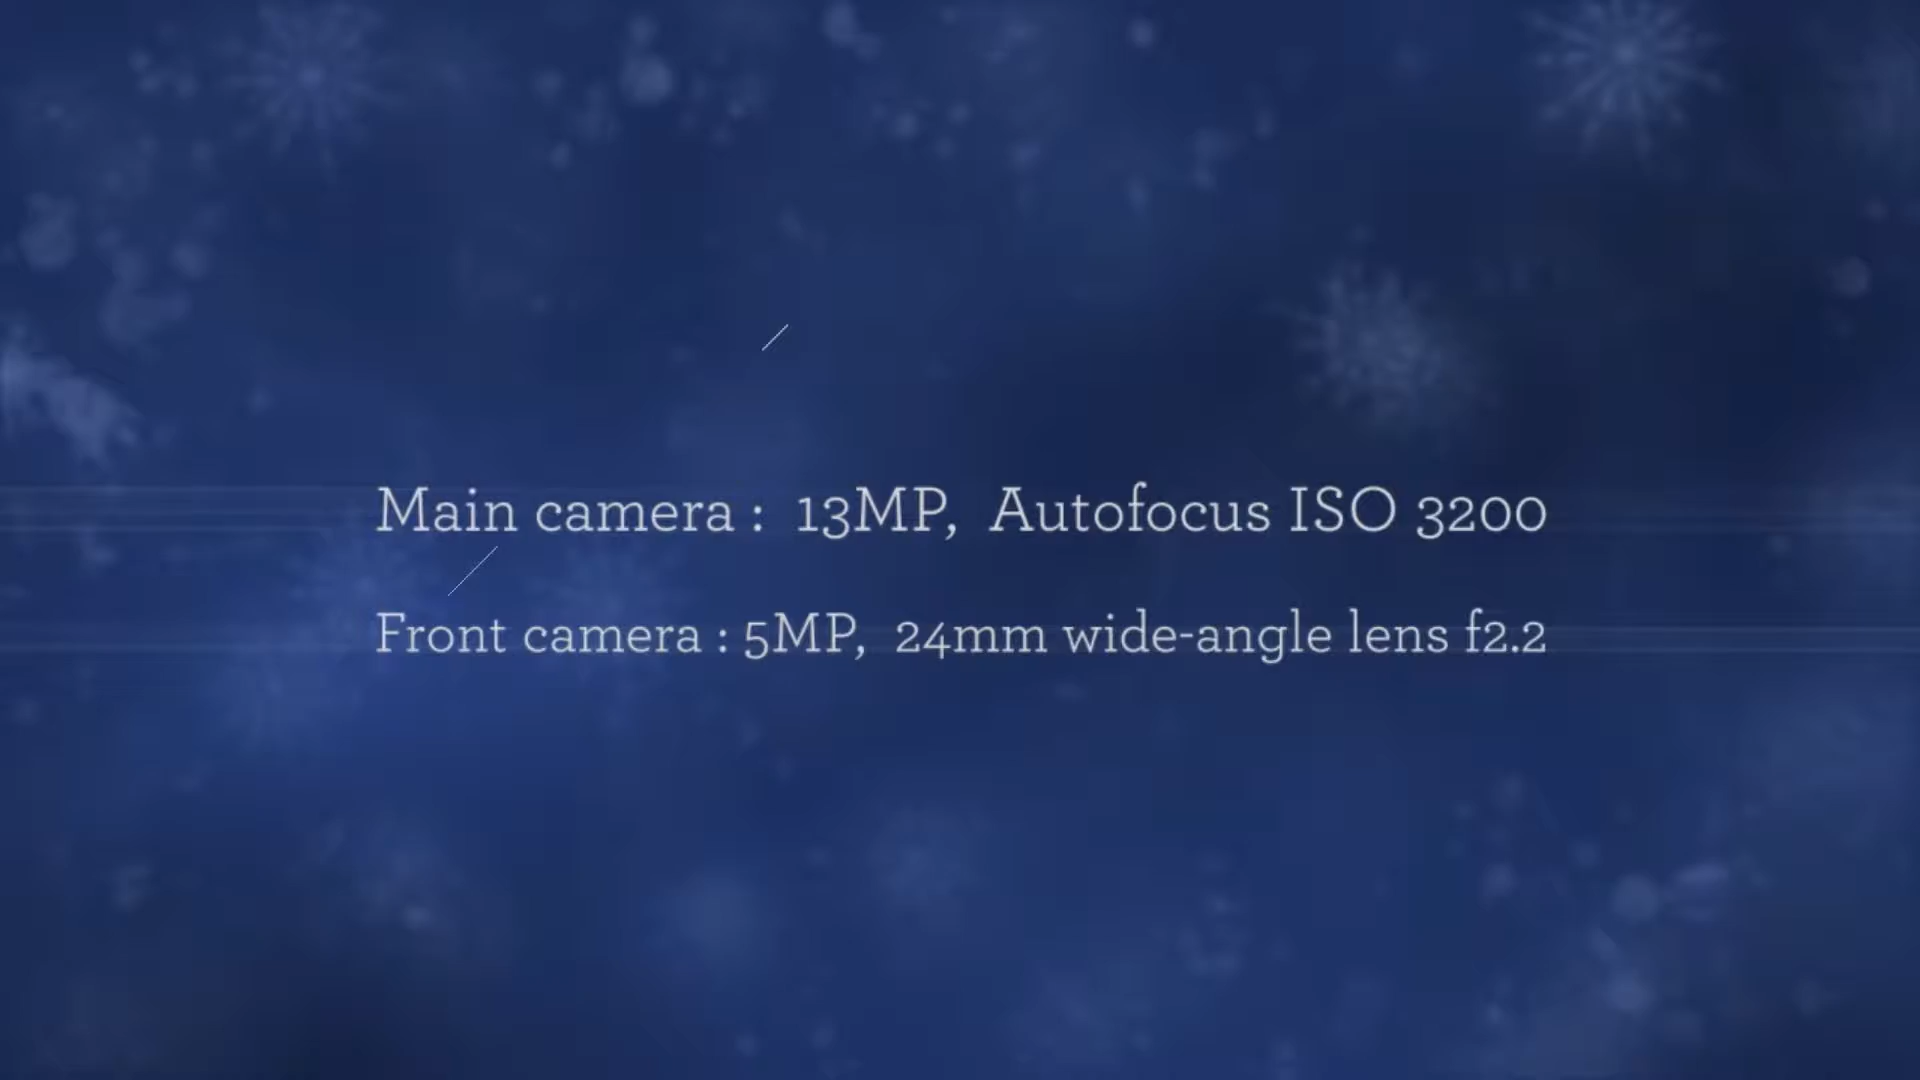 Main camera : 13MP, Autofocus ISO 3200
Front camera : 5MP, 24mm wide-angle lens f2.2